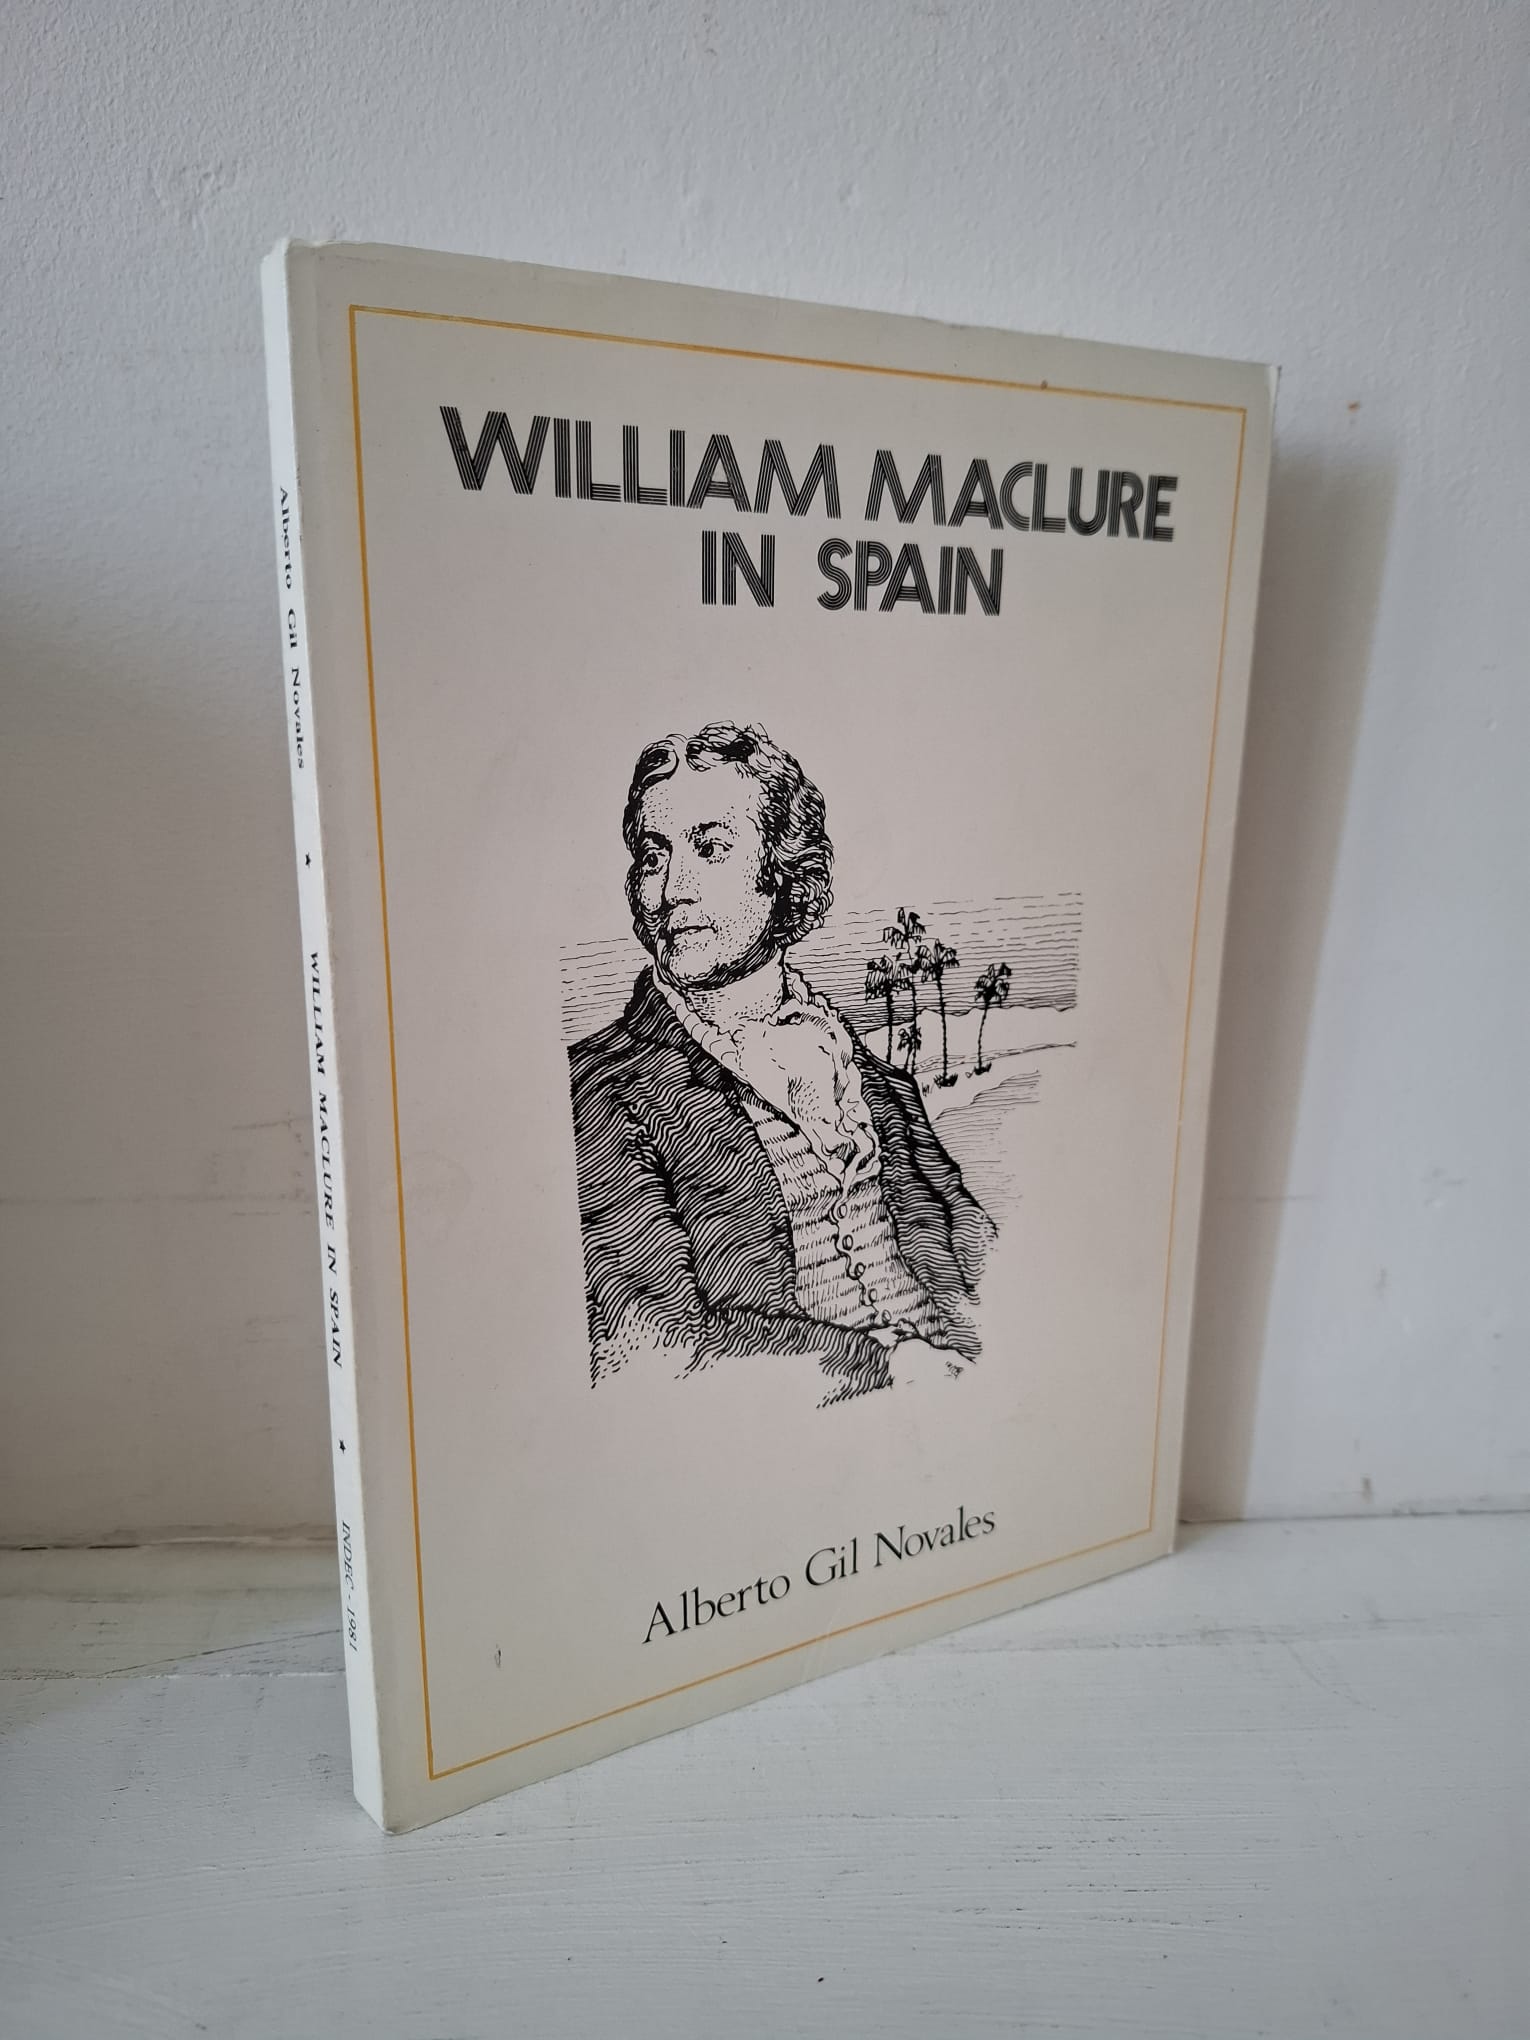 WILLIAM MACLURE
IN SPAIN
Alberto Gil Novales
Alberto Gil Novales ★ WILLIAM MACLURE IN SPAIN ★ INDEC - 1981